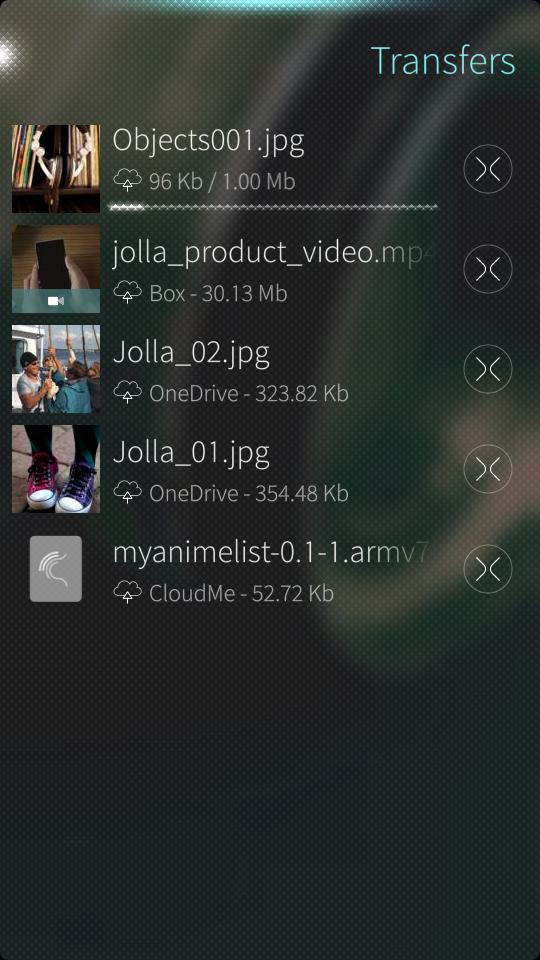 Transfers
Objects001.jpg
96 Kb / 1.00 Mb
jolla_product_video.mp4
Box - 30.13 Mb
Jolla_02.jpg
OneDrive - 323.82 Kb
Jolla_01.jpg
OneDrive - 354.48 Kb
myanimelist-0.1-1.armv7
CloudMe - 52.72 Kb